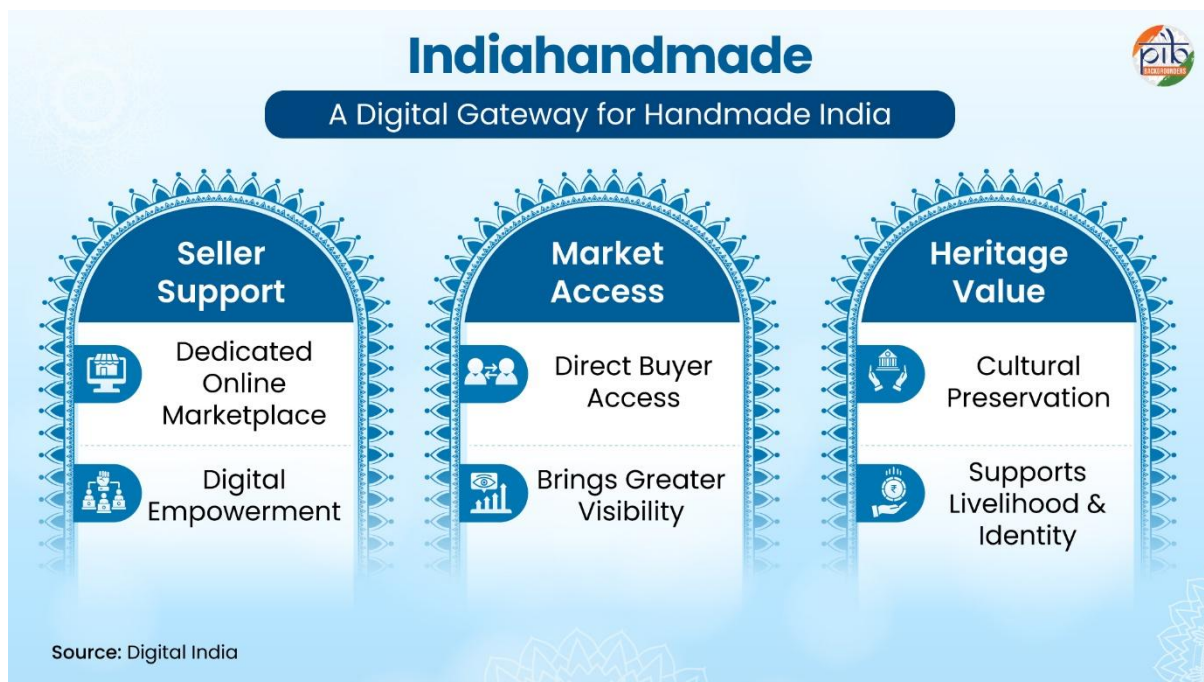 Indiahandmade
pib
BACKGROUNDERS
A Digital Gateway for Handmade India
Seller
Support
Dedicated
Online
Marketplace
Digital
Empowerment
Market
Access
Direct Buyer
Access
Brings Greater
Visibility
Heritage
Value
Cultural
Preservation
₹
Supports
Livelihood &
Identity
Source: Digital India